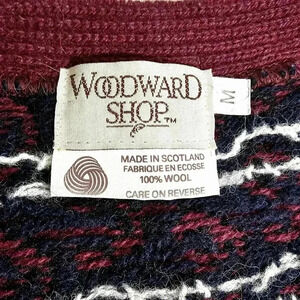 WOODWARD
SHOP™
M
MADE IN SCOTLAND
FABRIQUE EN ECOSSE
100% WOOL
CARE ON REVERSE